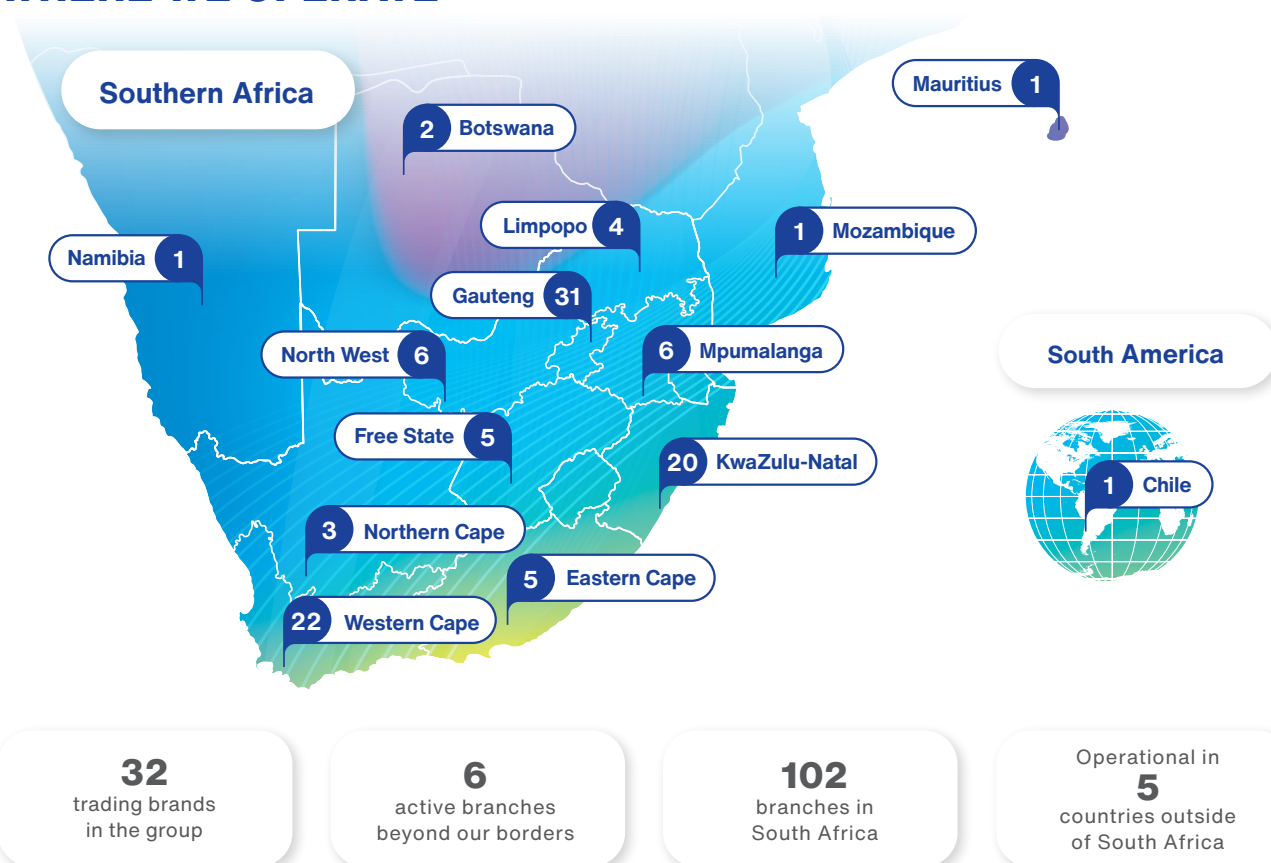 WHERE WE OPERATE
Southern Africa
Mauritius 1
2 Botswana
Limpopo 4
1 Mozambique
Namibia 1
Gauteng 31
North West 6
6 Mpumalanga
South America
Free State 5
20 KwaZulu-Natal
1 Chile
3 Northern Cape
5 Eastern Cape
22 Western Cape
32
trading brands
in the group
6
active branches
beyond our borders
102
branches in
South Africa
Operational in
5
countries outside
of South Africa